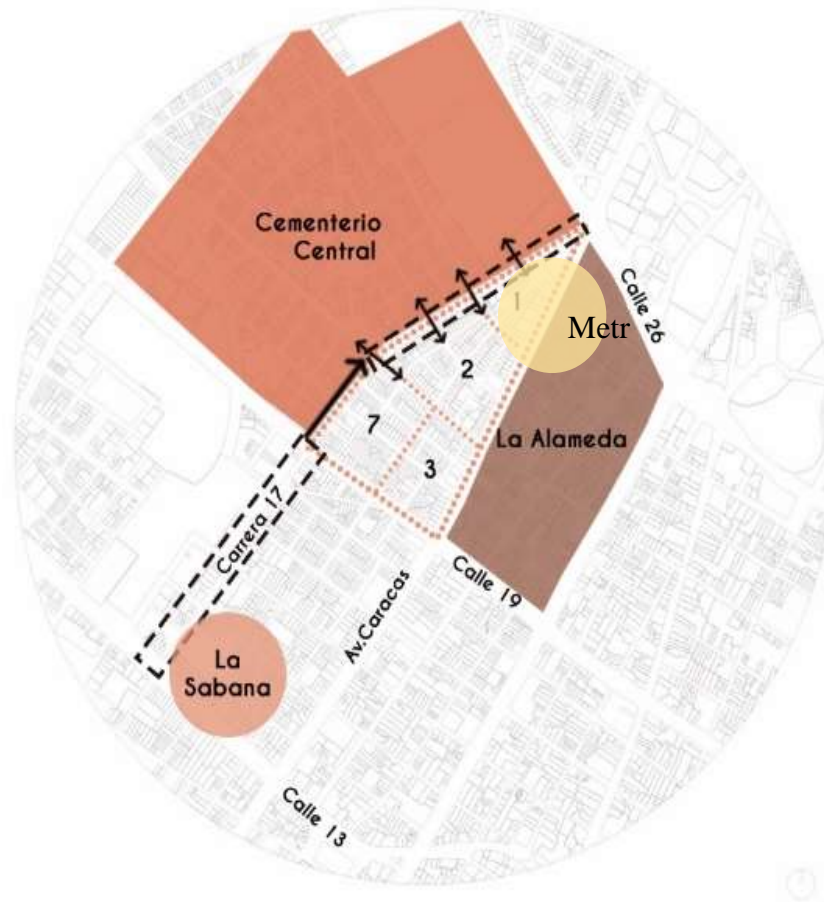 Cementerio
Central
Calle 26
1
Metr
2
La Alameda
7
3
Carrera 17
Calle 19
Av.Caracas
La
Sabana
Calle 13